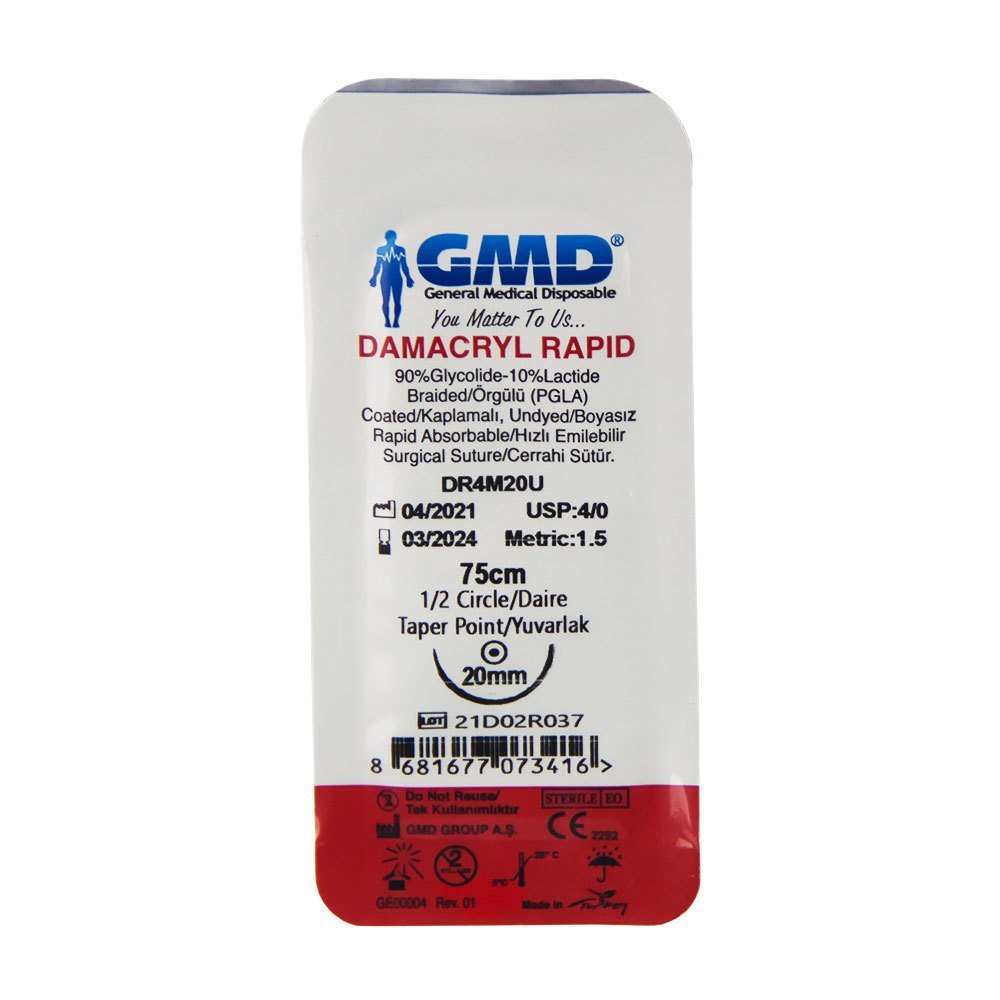 GMD®
General Medical Disposable
You Matter To Us...
DAMACRYL RAPID
90%Glycolide-10%Lactide
Braided/Örgülü (PGLA)
Coated/Kaplamalı, Undyed/Boyasız
Rapid Absorbable/Hızlı Emilebilir
Surgical Suture/Cerrahi Sütür.
DR4M20U
04/2021 USP:4/0
03/2024 Metric:1.5
75cm
1/2 Circle/Daire
Taper Point/Yuvarlak
20mm
LOT 21D02R037
8 681677 073416 >
Do Not Reuse/
Tek Kullanımlıktır
STERILE EO
GMD GROUP A.Ş.
CE 2292
2
25° C
5°C
GE00004 Rev. 01 Made in Turkey